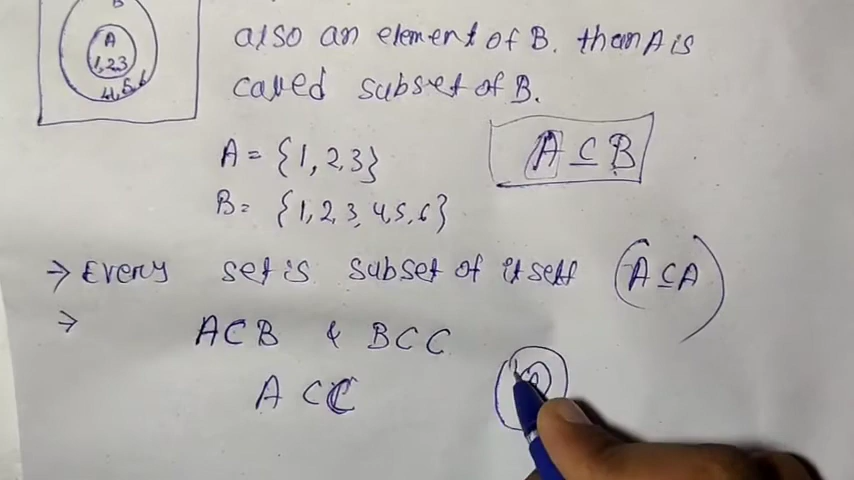 B
A
1,2,3
4,5,6
also an element of B. than A is
called subset of B.
A = {1, 2, 3}
A ⊆ B
B = {1, 2, 3, 4, 5, 6}
→ Every set is subset of itself (A ⊆ A)
→ A ⊂ B & B ⊂ C
A ⊂ C